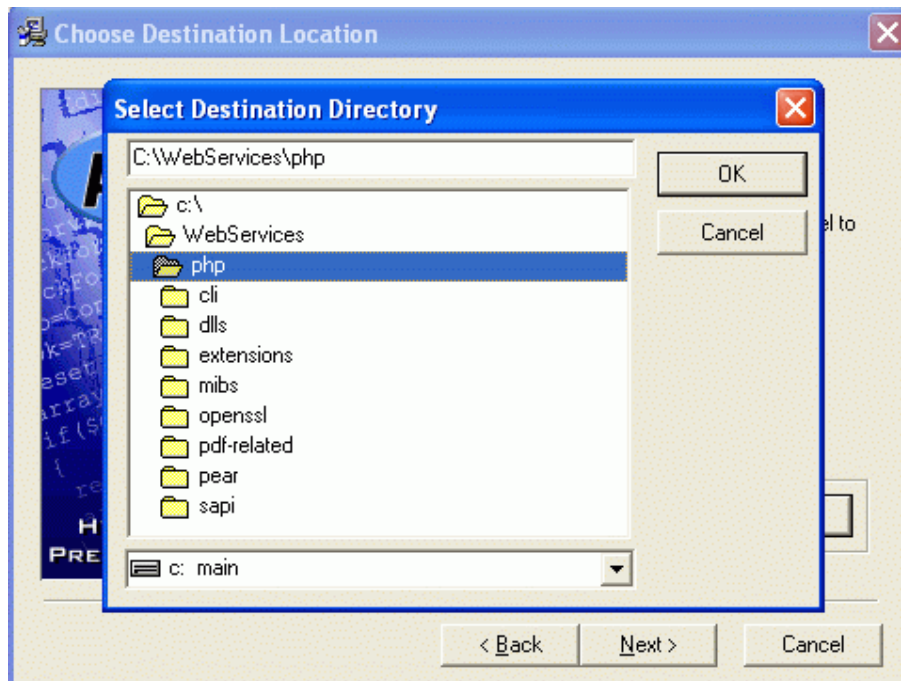 Choose Destination Location
Select Destination Directory
C:\WebServices\php
OK
Cancel
c:\
WebServices
php
cli
dlls
extensions
mibs
openssl
pdf-related
pear
sapi
c: main
el to
H
PRE
< Back
Next >
Cancel